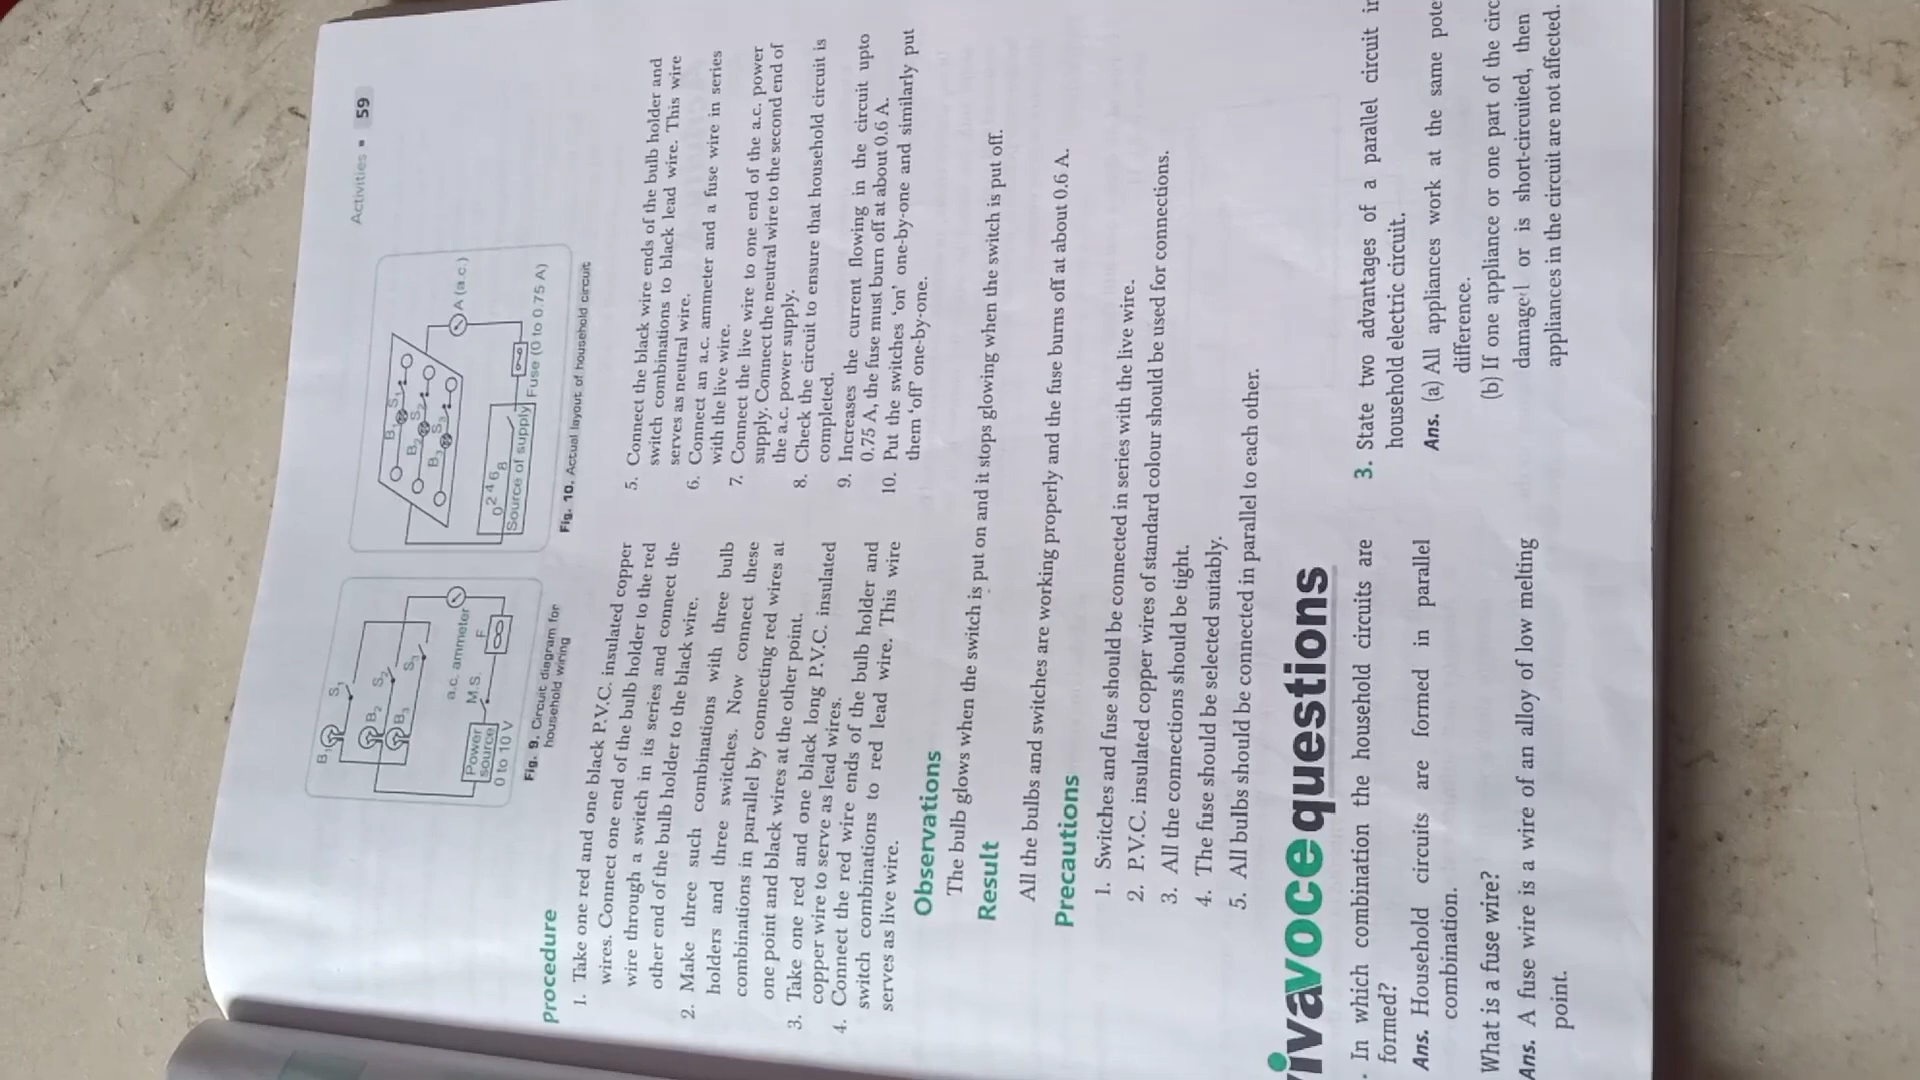 Activities ▪ 59
B₁
S₁
B₂
S₂
B₃
S₃
a.c. ammeter
Power
source
0 to 10 V
M.S.
F
Fig. 9. Circuit diagram for
household wiring
B₁
S₁
B₂
S₂
B₃
S₃
A (a.c.)
0 2 4 6 8
Source of supply
Fuse (0 to 0.75 A)
Fig. 10. Actual layout of household circuit
Procedure
1. Take one red and one black P.V.C. insulated copper
wires. Connect one end of the bulb holder to the red
wire through a switch in its series and connect the
other end of the bulb holder to the black wire.
2. Make three such combinations with three bulb
holders and three switches. Now connect these
combinations in parallel by connecting red wires at
one point and black wires at the other point.
3. Take one red and one black long P.V.C. insulated
copper wire to serve as lead wires.
4. Connect the red wire ends of the bulb holder and
switch combinations to red lead wire. This wire
serves as live wire.
5. Connect the black wire ends of the bulb holder and
switch combinations to black lead wire. This wire
serves as neutral wire.
6. Connect an a.c. ammeter and a fuse wire in series
with the live wire.
7. Connect the live wire to one end of the a.c. power
supply. Connect the neutral wire to the second end of
the a.c. power supply.
8. Check the circuit to ensure that household circuit is
completed.
9. Increases the current flowing in the circuit upto
0.75 A, the fuse must burn off at about 0.6 A.
10. Put the switches 'on' one-by-one and similarly put
them 'off' one-by-one.
Observations
The bulb glows when the switch is put on and it stops glowing when the switch is put off.
Result
All the bulbs and switches are working properly and the fuse burns off at about 0.6 A.
Precautions
1. Switches and fuse should be connected in series with the live wire.
2. P.V.C. insulated copper wires of standard colour should be used for connections.
3. All the connections should be tight.
4. The fuse should be selected suitably.
5. All bulbs should be connected in parallel to each other.
vivavoce questions
. In which combination the household circuits are
formed?
Ans. Household circuits are formed in parallel
combination.
What is a fuse wire?
Ans. A fuse wire is a wire of an alloy of low melting
point.
3. State two advantages of a parallel circuit in
household electric circuit.
Ans. (a) All appliances work at the same pote
difference.
(b) If one appliance or one part of the circ
damaged or is short-circuited, then
appliances in the circuit are not affected.